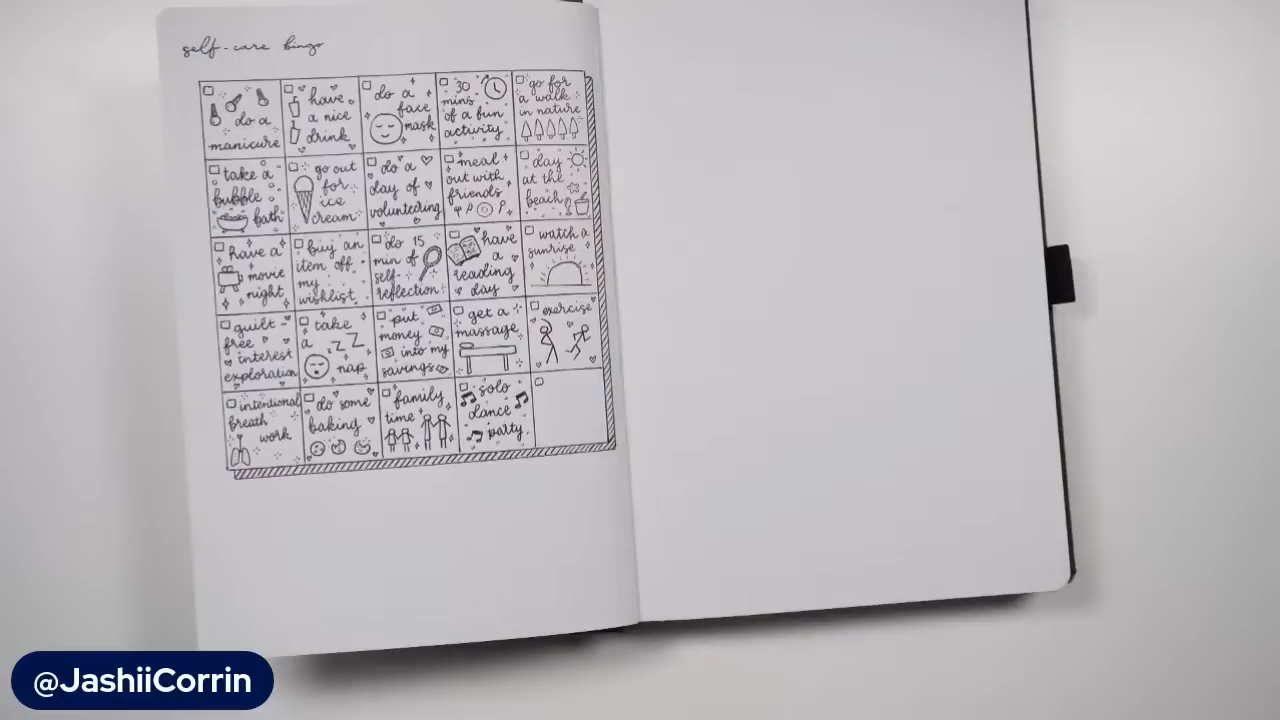 self-care bingo
do a
manicure
have
a nice
drink
do a
face
mask
30
mins
of a fun
activity
go for
a walk
in nature
take a
bubble
bath
go out
for
ice
cream
do a
day of
volunteering
meal
out with
friends
day
at the
beach
have a
movie
night
buy an
item off
my
wishlist
do 15
min of
self-
reflection
have
a
reading
day
watch a
sunrise
guilt-
free
interest
exploration
take
a
zZZ
nap
put
money
into my
savings
get a
massage
exercise
intentional
breath
work
do some
baking
family
time
solo
dance
party
@JashiiCorrin